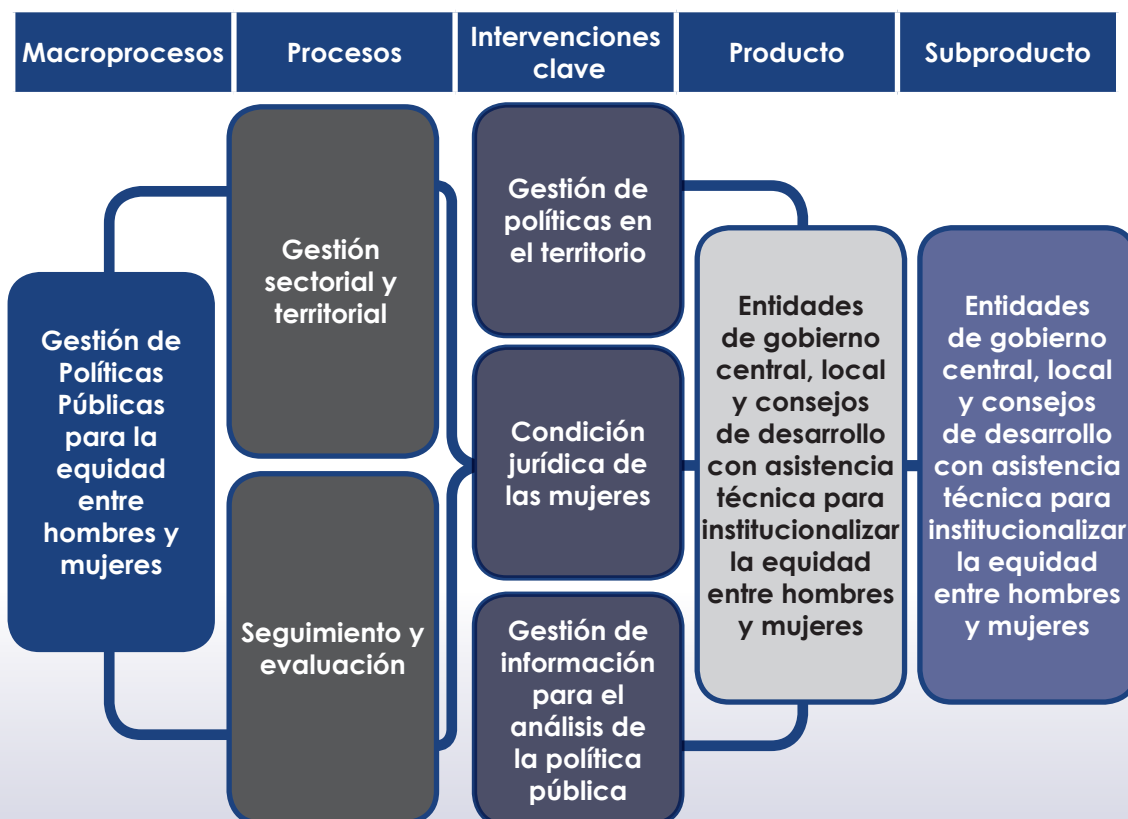 Macroprocesos
Procesos
Intervenciones
clave
Producto
Subproducto
Gestión de
Políticas
Públicas
para la
equidad
entre
hombres y
mujeres
Gestión
sectorial y
territorial
Seguimiento y
evaluación
Gestión de
políticas en
el territorio
Condición
jurídica de
las mujeres
Gestión de
información
para el
análisis de
la política
pública
Entidades
de gobierno
central, local
y consejos
de desarrollo
con asistencia
técnica para
institucionalizar
la equidad
entre hombres
y mujeres
Entidades
de gobierno
central, local
y consejos
de desarrollo
con asistencia
técnica para
institucionalizar
la equidad
entre hombres
y mujeres